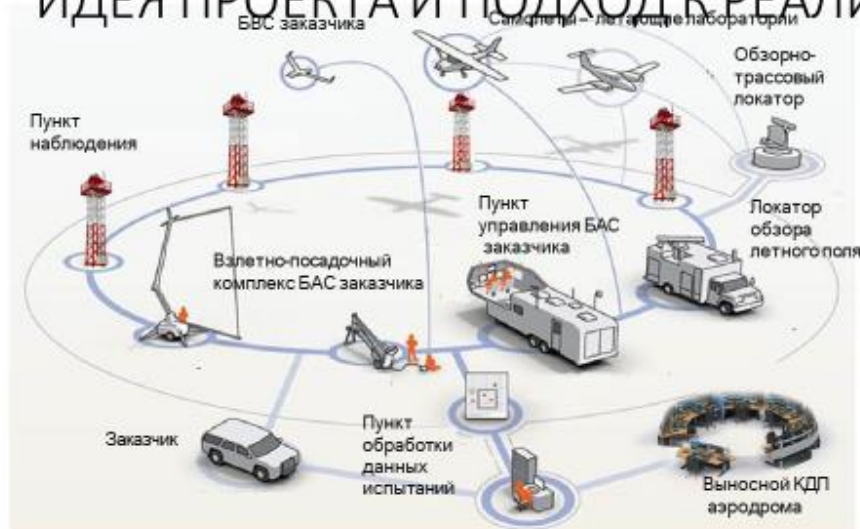 ИДЕЯ ПРОЕКТА И ПОДХОД К РЕАЛИ
БВС заказчика
Самолеты – летающие лаборатории
Обзорно-
трассовый
локатор
Пункт
наблюдения
Пункт
управления БАС
заказчика
Локатор
обзора
летного поля
Взлетно-посадочный
комплекс БАС заказчика
Заказчик
Пункт
обработки
данных
испытаний
Выносной КДП
аэродрома